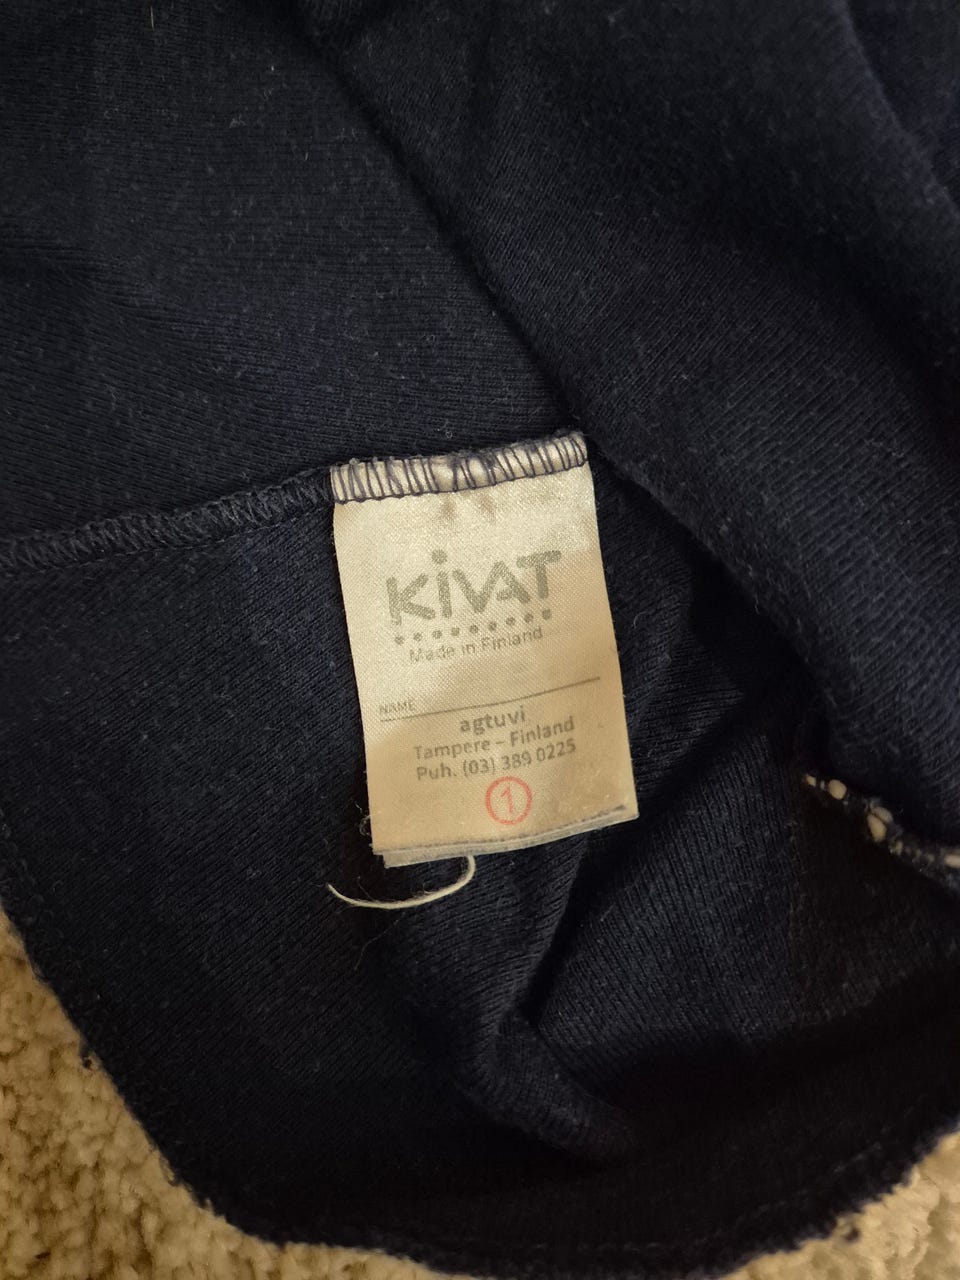 KiVAT
Made in Finland
NAME
agtuvi
Tampere – Finland
Puh. (03) 389 0225
1